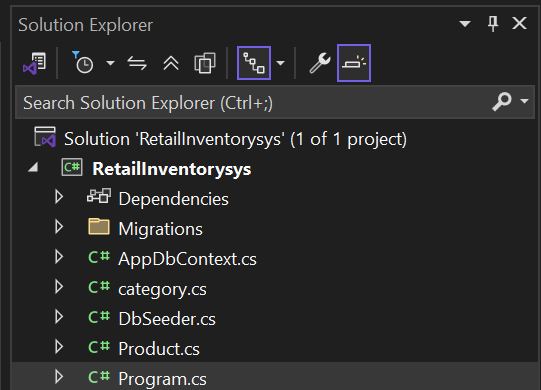 Solution Explorer
Search Solution Explorer (Ctrl+;)
Solution 'RetailInventorysys' (1 of 1 project)
C# RetailInventorysys
Dependencies
Migrations
C# AppDbContext.cs
C# category.cs
C# DbSeeder.cs
C# Product.cs
C# Program.cs